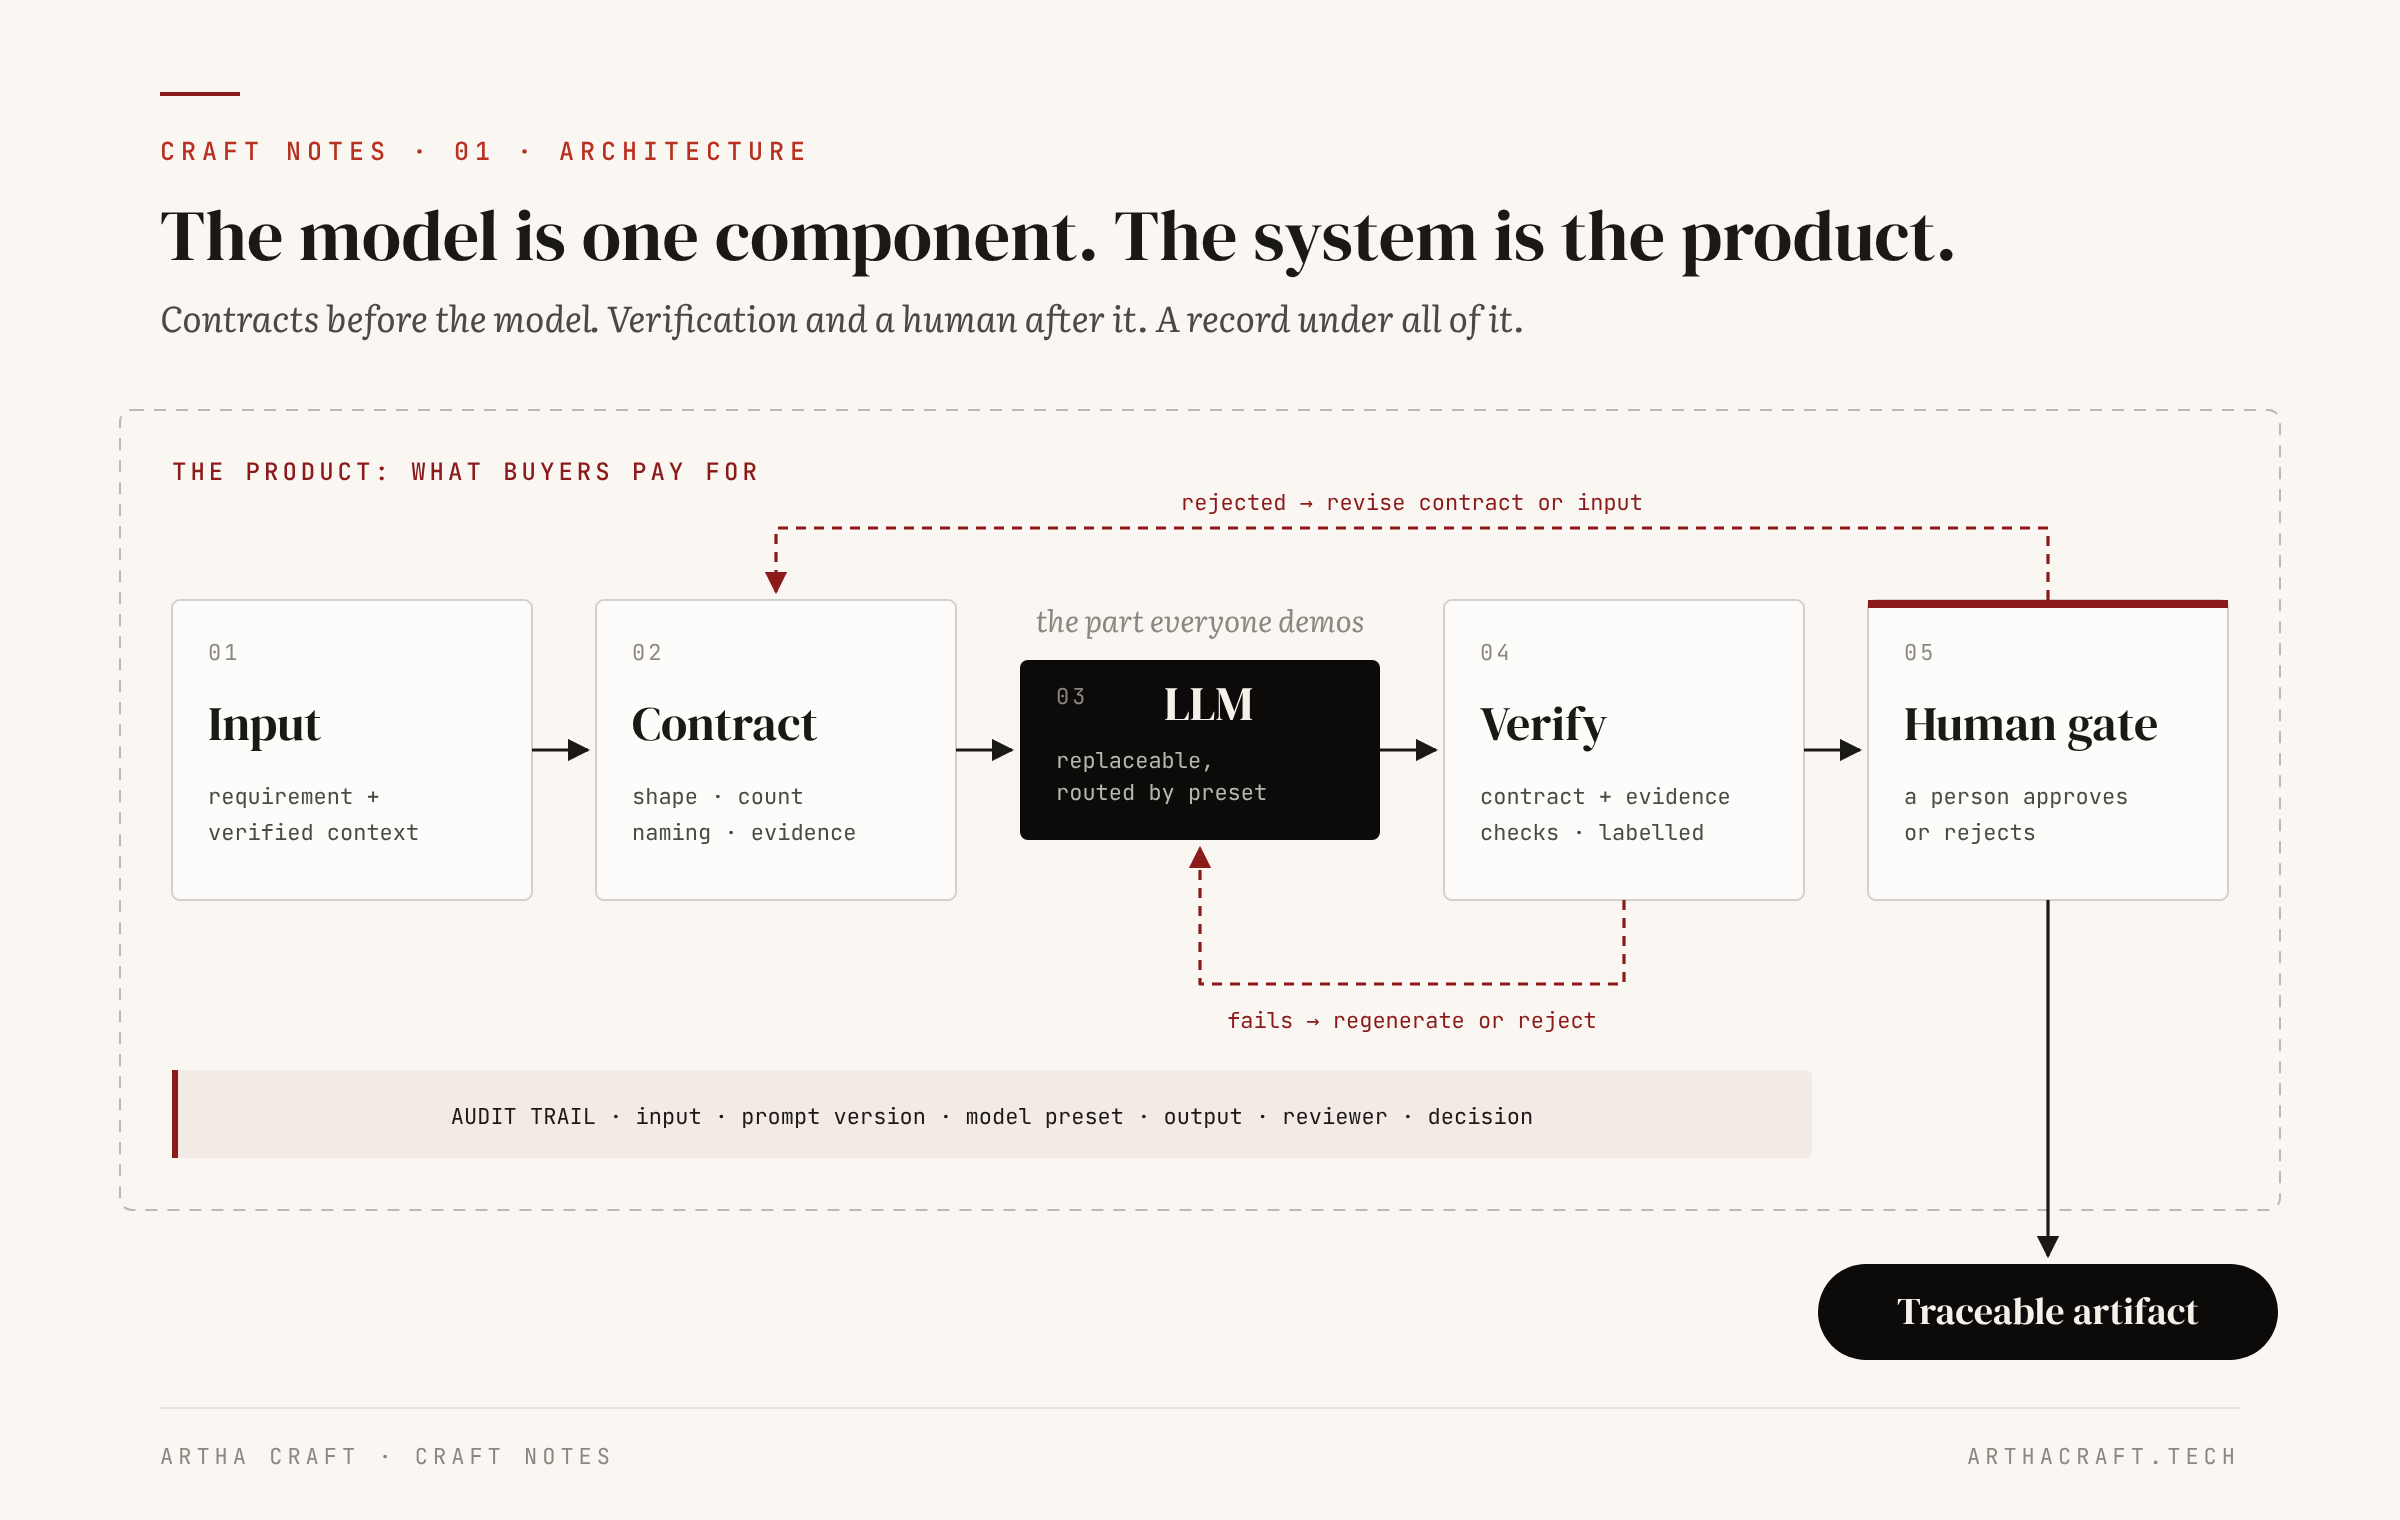 CRAFT NOTES · 01 · ARCHITECTURE
The model is one component. The system is the product.
Contracts before the model. Verification and a human after it. A record under all of it.
THE PRODUCT: WHAT BUYERS PAY FOR
rejected → revise contract or input
01
Input
requirement +
verified context
02
Contract
shape · count
naming · evidence
the part everyone demos
03 LLM
replaceable,
routed by preset
04
Verify
contract + evidence
checks · labelled
05
Human gate
a person approves
or rejects
fails → regenerate or reject
AUDIT TRAIL · input · prompt version · model preset · output · reviewer · decision
Traceable artifact
ARTHA CRAFT · CRAFT NOTES
ARTHACRAFT.TECH